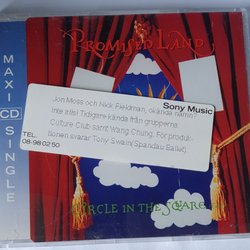 PROMISED LAND
MAXI CD SINGLE
Sony Music
Jon Moss och Nick Fieldman, okända namn?
Inte alls! Tidigare kända från grupperna
Culture Club samt Wang Chung. För produk-
tionen svarar Tony Swain(Spandau Ballet).
TEL.
08-98 02 50
CIRCLE IN THE SQUARE